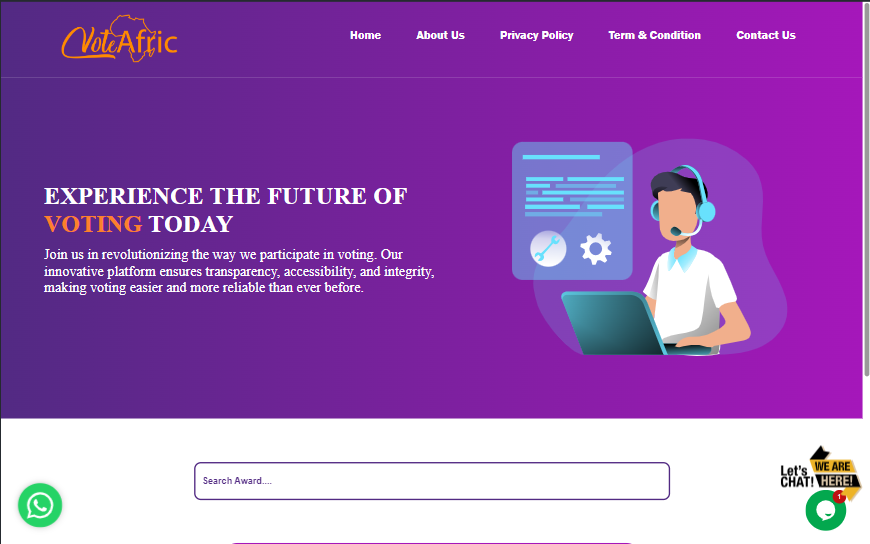 VoteAfric
Home
About Us
Privacy Policy
Term & Condition
Contact Us
EXPERIENCE THE FUTURE OF
VOTING TODAY
Join us in revolutionizing the way we participate in voting. Our
innovative platform ensures transparency, accessibility, and integrity,
making voting easier and more reliable than ever before.
Search Award....
Let's
CHAT!
WE ARE
HERE!
1